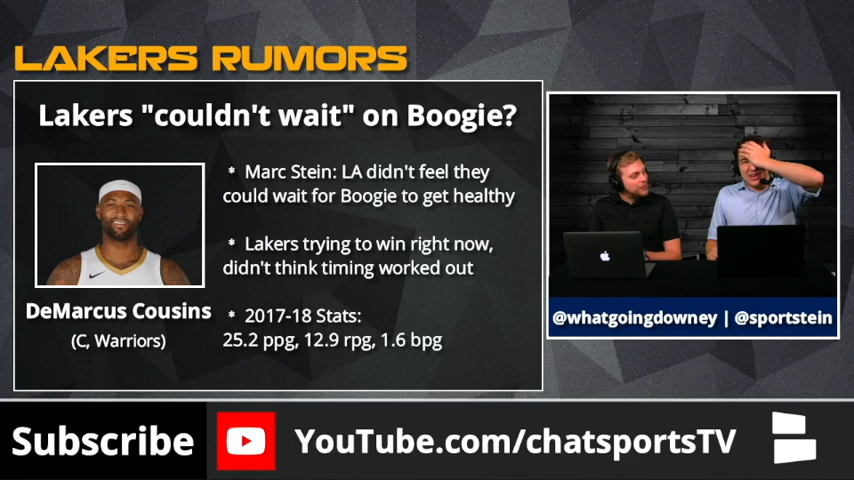 LAKERS RUMORS
Lakers "couldn't wait" on Boogie?
* Marc Stein: LA didn't feel they
could wait for Boogie to get healthy
* Lakers trying to win right now,
didn't think timing worked out
* 2017-18 Stats:
25.2 ppg, 12.9 rpg, 1.6 bpg
DeMarcus Cousins
(C, Warriors)
@whatgoingdowney | @sportstein
Subscribe
YouTube.com/chatsportsTV